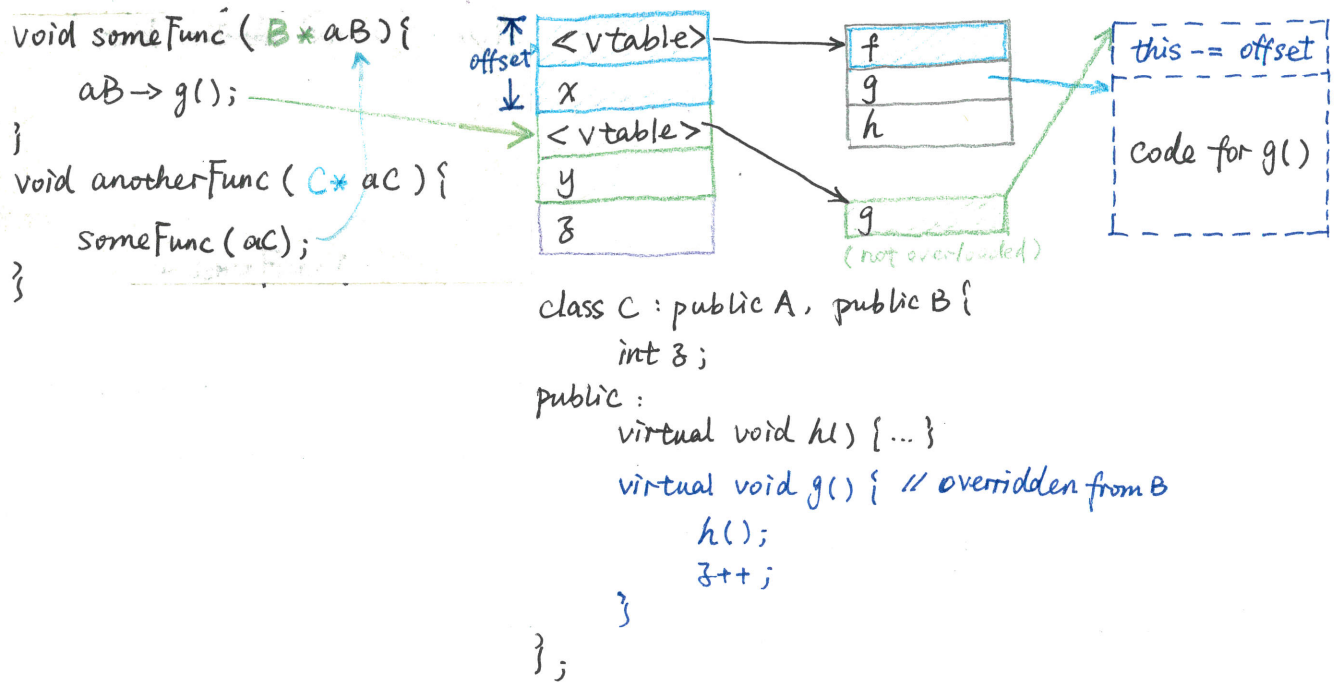 void someFunc ( B* aB) {
aB → g();
}
void anotherFunc ( C* aC ) {
someFunc ( aC );
}
offset
<vtable>
x
<vtable>
y
z
f
g
h
g
(not overloaded)
this -= offset
code for g()
class C : public A, public B {
int z ;
public :
virtual void h() {...}
virtual void g() { // overridden from B
h();
z++ ;
}
};